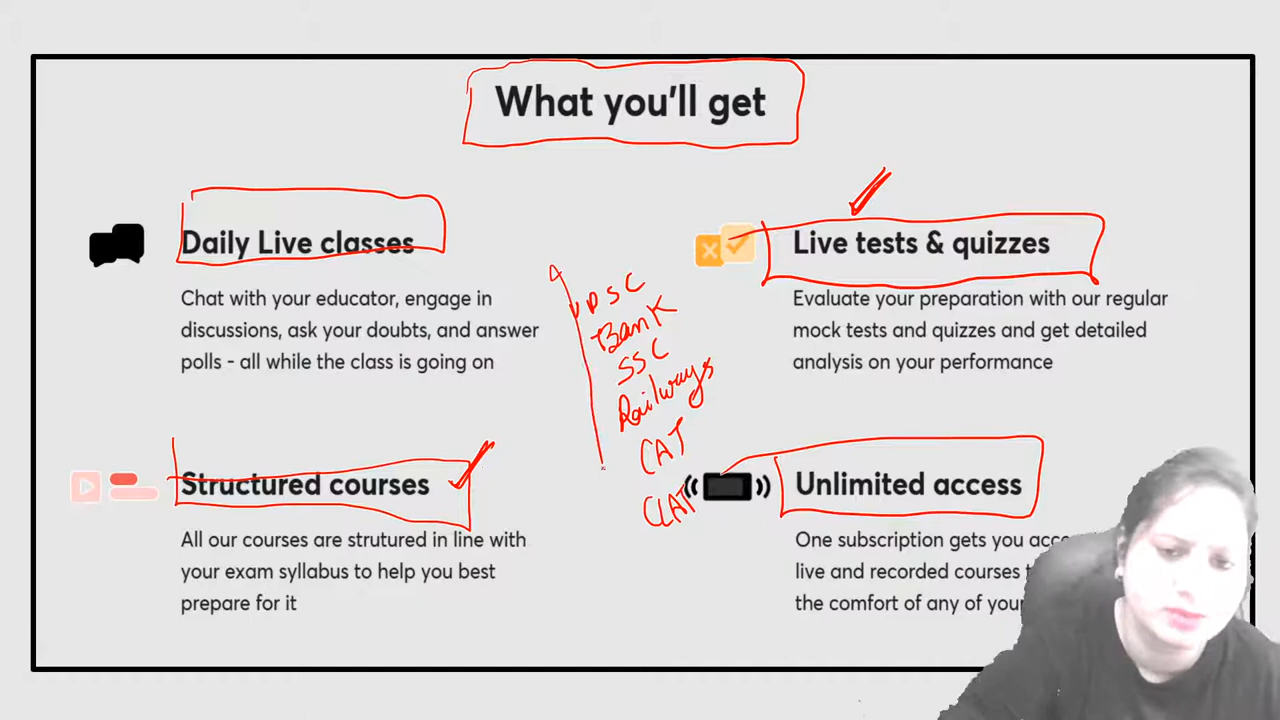 What you'll get
Daily Live classes
Chat with your educator, engage in
discussions, ask your doubts, and answer
polls - all while the class is going on
Live tests & quizzes
Evaluate your preparation with our regular
mock tests and quizzes and get detailed
analysis on your performance
UPSC
Bank
SSC
Railways
CAT
CLAT
Structured courses
All our courses are strutured in line with
your exam syllabus to help you best
prepare for it
Unlimited access
One subscription gets you
live and recorded courses
the comfort of any of